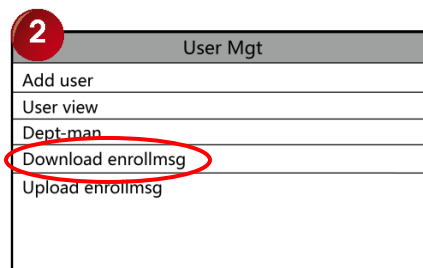 2
User Mgt
Add user
User view
Dept-man
Download enrollmsg
Upload enrollmsg